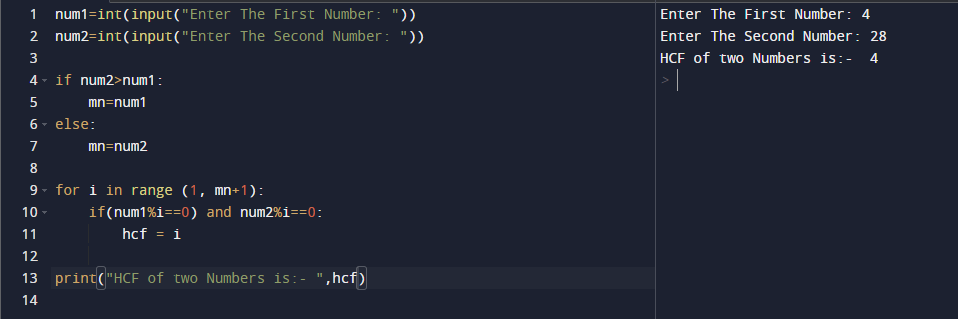 1 num1=int(input("Enter The First Number: "))
2 num2=int(input("Enter The Second Number: "))
3
4 if num2>num1:
5     mn=num1
6 else:
7     mn=num2
8
9 for i in range (1, mn+1):
10     if(num1%i==0) and num2%i==0:
11         hcf = i
12
13 print("HCF of two Numbers is:- ",hcf)
14
Enter The First Number: 4
Enter The Second Number: 28
HCF of two Numbers is:-  4
>